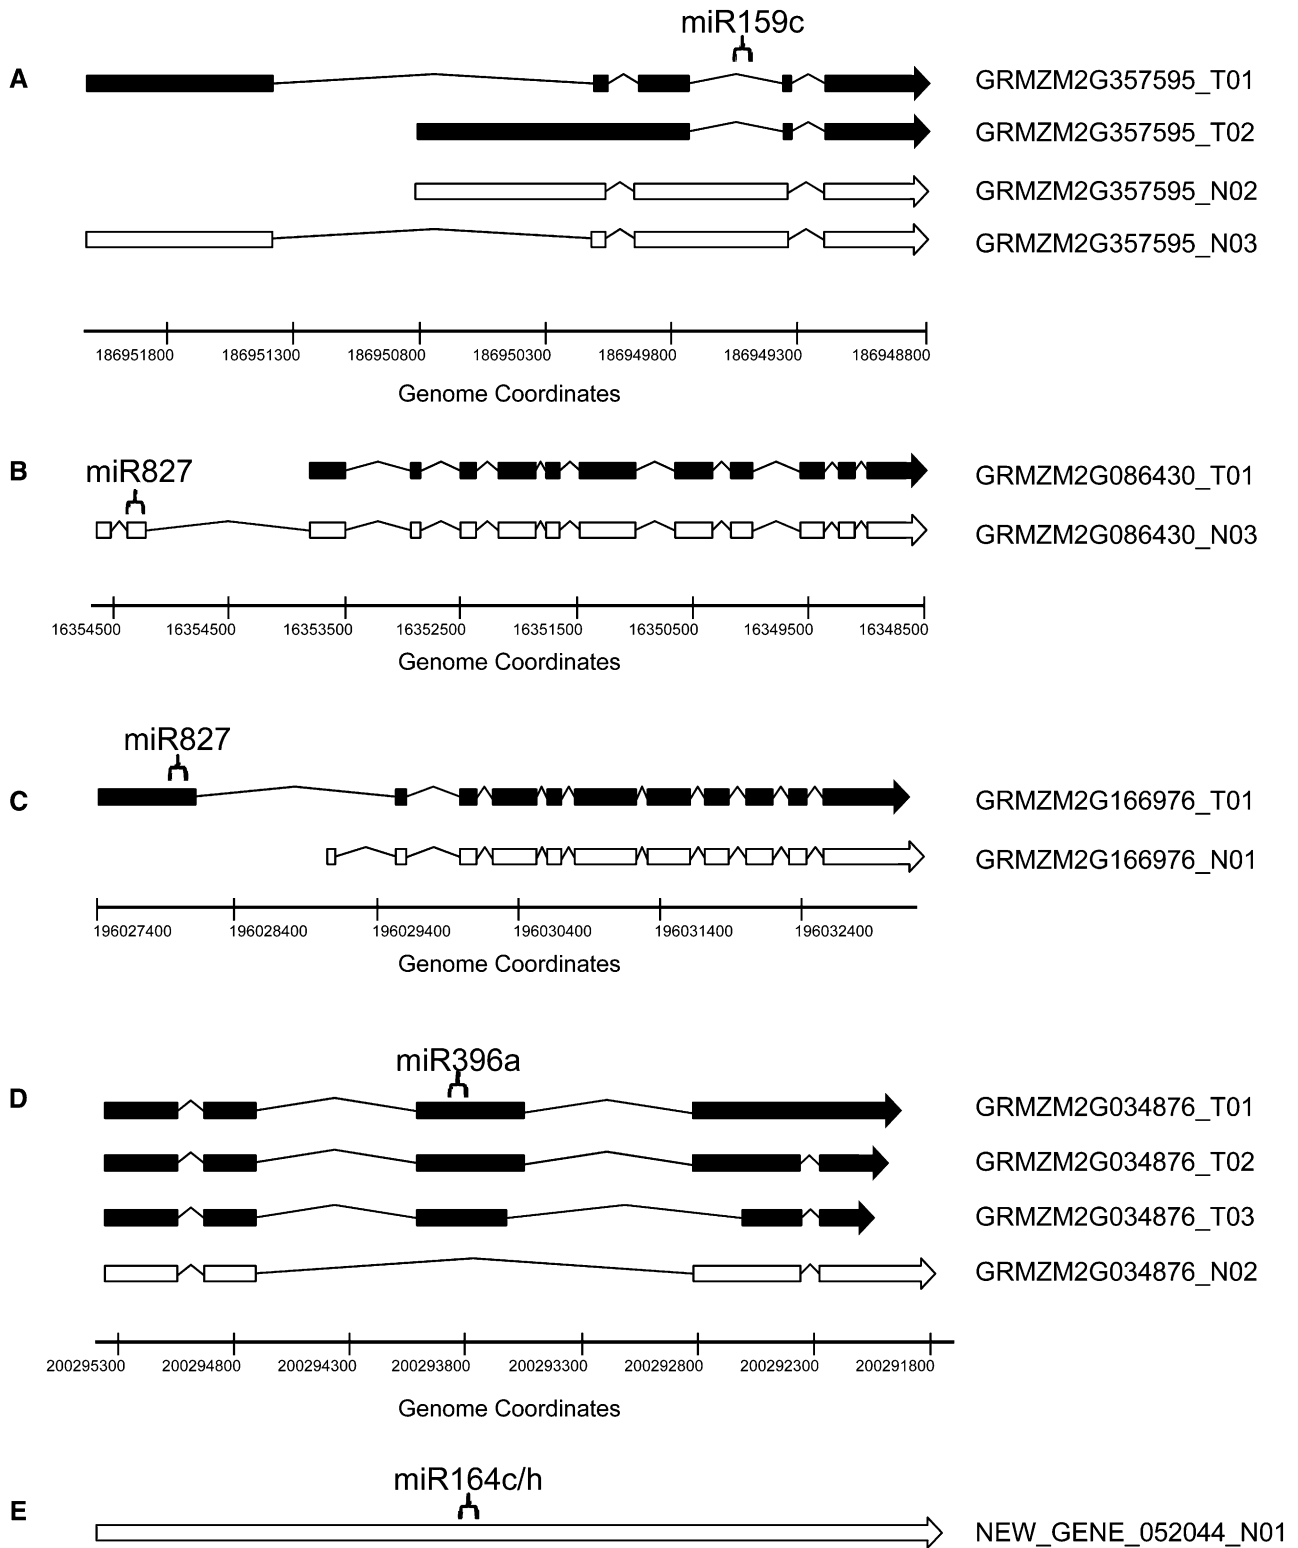 miR159c
A
GRMZM2G357595_T01
GRMZM2G357595_T02
GRMZM2G357595_N02
GRMZM2G357595_N03
186951800 186951300 186950800 186950300 186949800 186949300 186948800
Genome Coordinates
B
miR827
GRMZM2G086430_T01
GRMZM2G086430_N03
16354500 16354500 16353500 16352500 16351500 16350500 16349500 16348500
Genome Coordinates
miR827
C
GRMZM2G166976_T01
GRMZM2G166976_N01
196027400 196028400 196029400 196030400 196031400 196032400
Genome Coordinates
miR396a
D
GRMZM2G034876_T01
GRMZM2G034876_T02
GRMZM2G034876_T03
GRMZM2G034876_N02
200295300 200294800 200294300 200293800 200293300 200292800 200292300 200291800
Genome Coordinates
miR164c/h
E
NEW_GENE_052044_N01